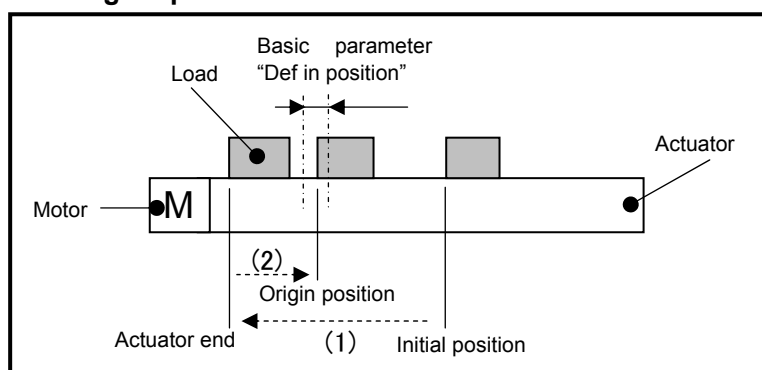 Basic parameter
“Def in position”
Load
Actuator
Motor
M
(2)
Origin position
Actuator end
(1)
Initial position